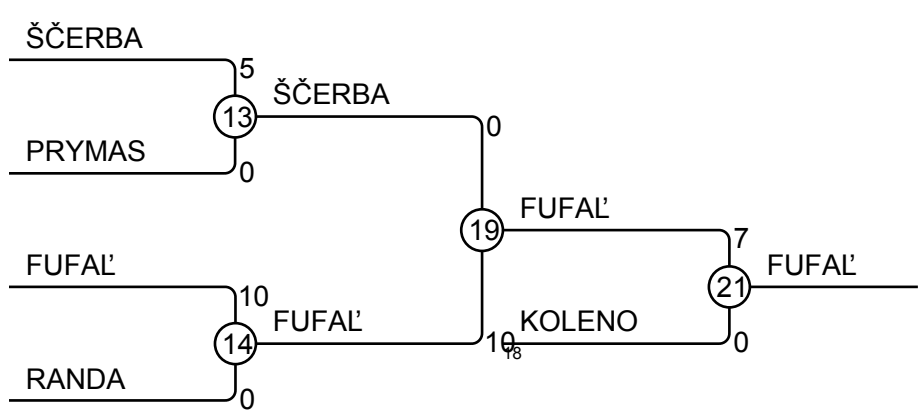 ŠČERBA
5
13
ŠČERBA
PRYMAS
0
0
19
FUFAĽ
FUFAĽ
7
10
21
FUFAĽ
14
FUFAĽ
10
18
KOLENO
0
RANDA
0